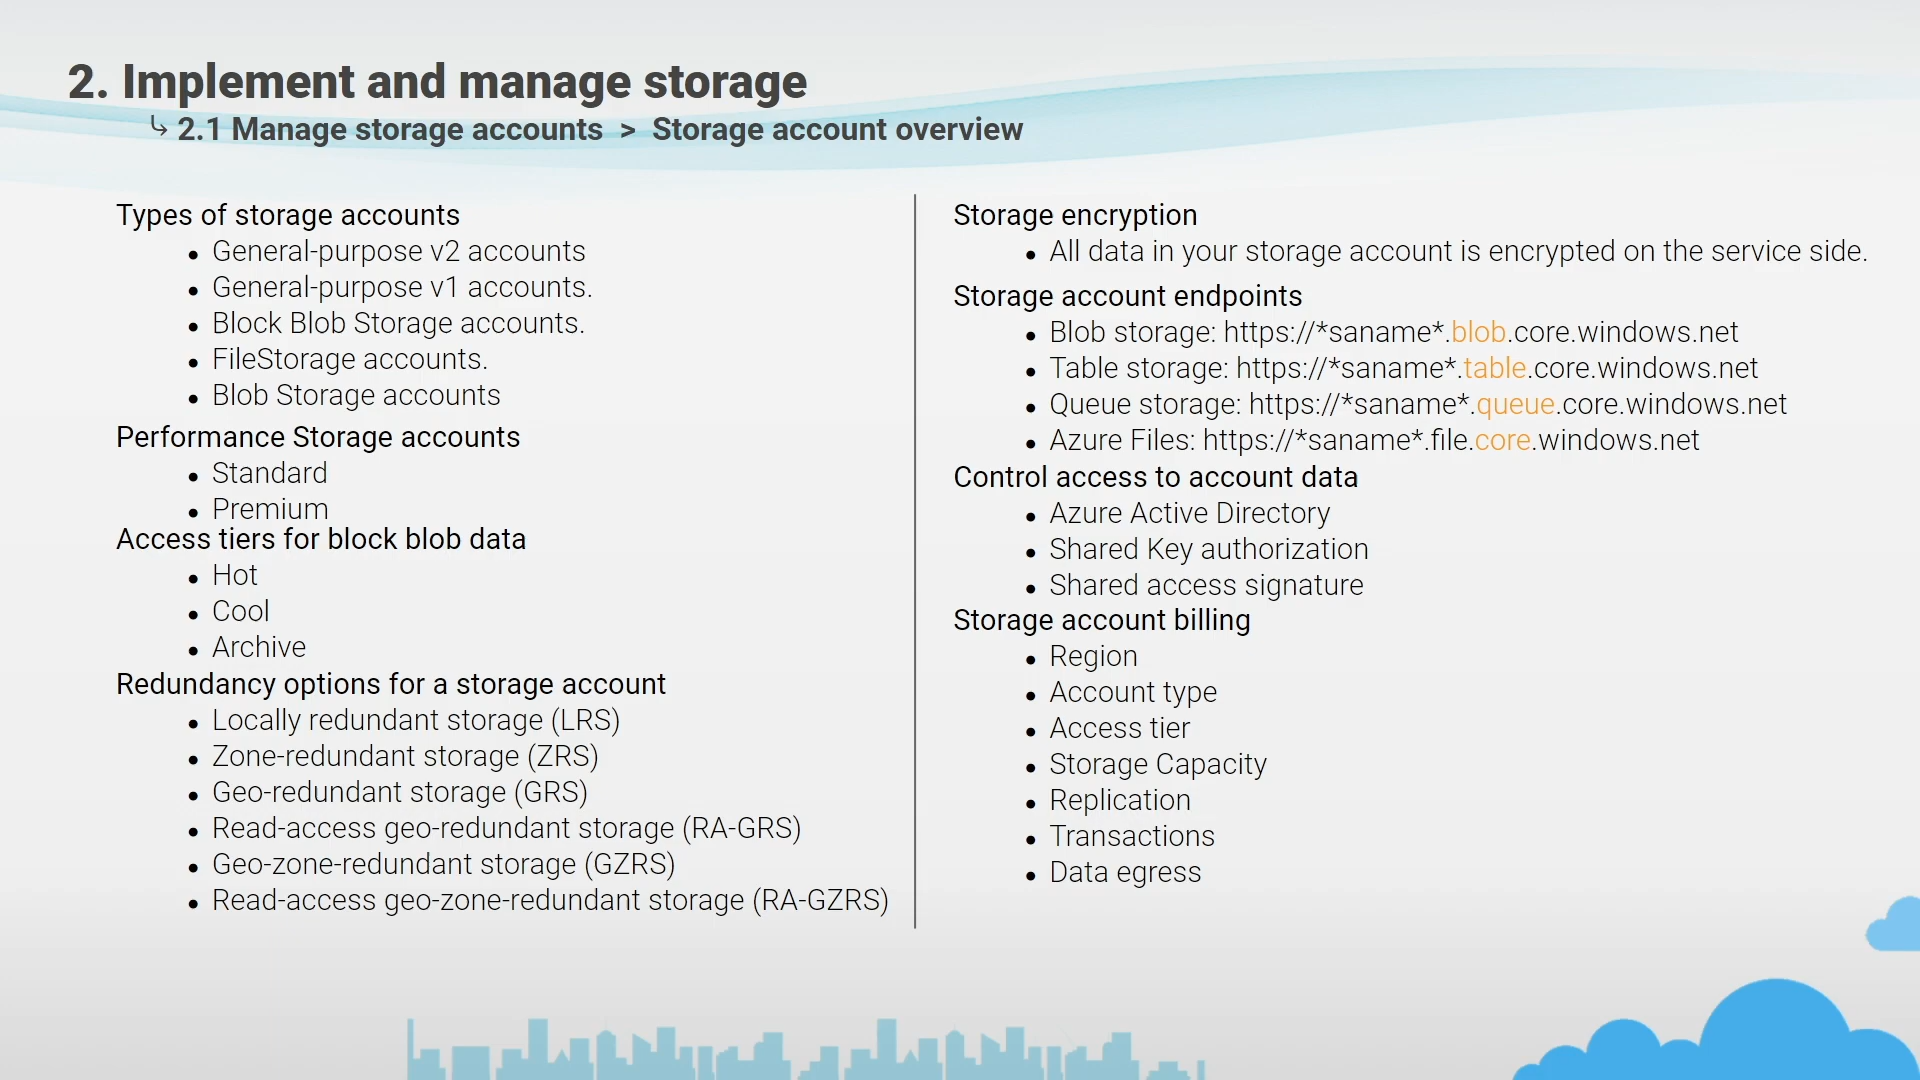 2. Implement and manage storage
2.1 Manage storage accounts > Storage account overview
Types of storage accounts
• General-purpose v2 accounts
• General-purpose v1 accounts.
• Block Blob Storage accounts.
• FileStorage accounts.
• Blob Storage accounts
Performance Storage accounts
• Standard
• Premium
Access tiers for block blob data
• Hot
• Cool
• Archive
Redundancy options for a storage account
• Locally redundant storage (LRS)
• Zone-redundant storage (ZRS)
• Geo-redundant storage (GRS)
• Read-access geo-redundant storage (RA-GRS)
• Geo-zone-redundant storage (GZRS)
• Read-access geo-zone-redundant storage (RA-GZRS)
Storage encryption
• All data in your storage account is encrypted on the service side.
Storage account endpoints
• Blob storage: https://*saname*.blob.core.windows.net
• Table storage: https://*saname*.table.core.windows.net
• Queue storage: https://*saname*.queue.core.windows.net
• Azure Files: https://*saname*.file.core.windows.net
Control access to account data
• Azure Active Directory
• Shared Key authorization
• Shared access signature
Storage account billing
• Region
• Account type
• Access tier
• Storage Capacity
• Replication
• Transactions
• Data egress